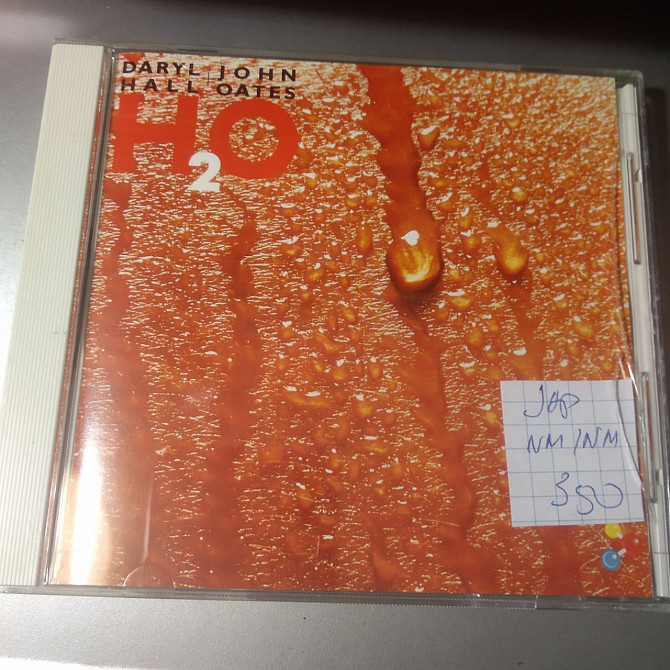 DARYL JOHN
HALL OATES
H2O
Jap
NM/NM
350